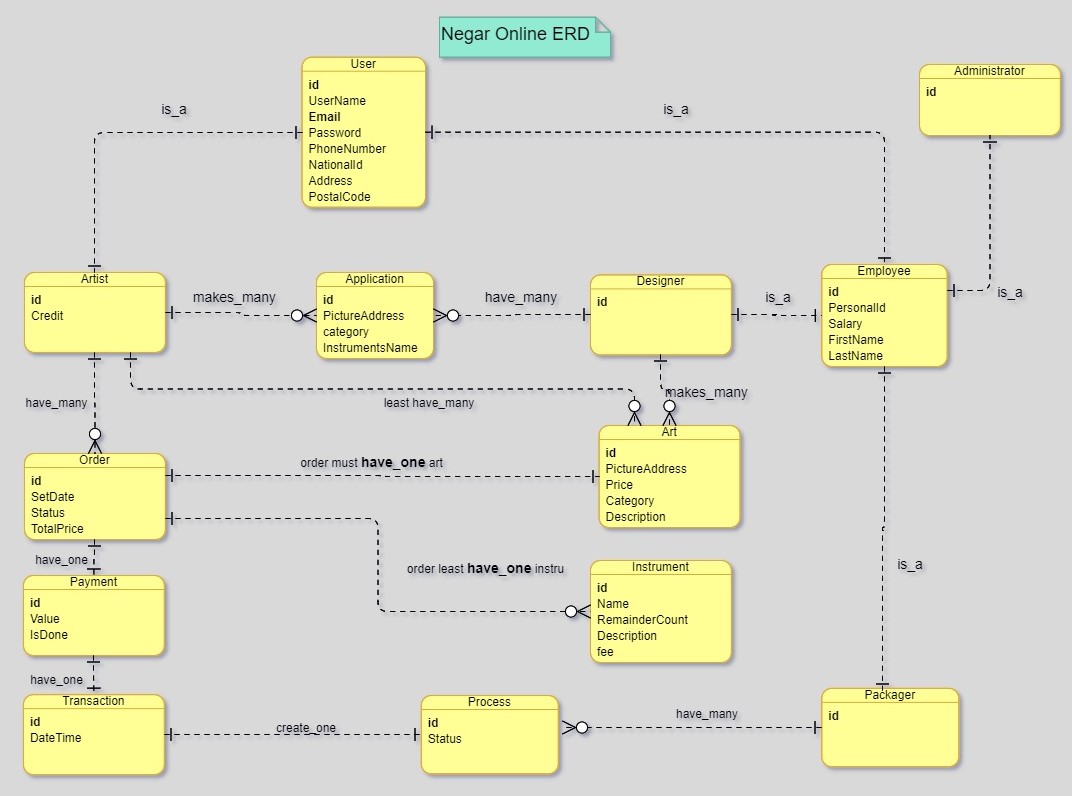 Negar Online ERD
User
id
UserName
Email
Password
PhoneNumber
NationalId
Address
PostalCode
Administrator
id
is_a
is_a
is_a
Artist
id
Credit
makes_many
Application
id
PictureAddress
category
InstrumentsName
have_many
Designer
id
is_a
Employee
id
PersonalId
Salary
FirstName
LastName
have_many
least have_many
makes_many
Order
id
SetDate
Status
TotalPrice
order must have_one art
Art
id
PictureAddress
Price
Category
Description
have_one
order least have_one instru
is_a
Payment
id
Value
IsDone
Instrument
id
Name
RemainderCount
Description
fee
have_one
Transaction
id
DateTime
create_one
Process
id
Status
have_many
Packager
id